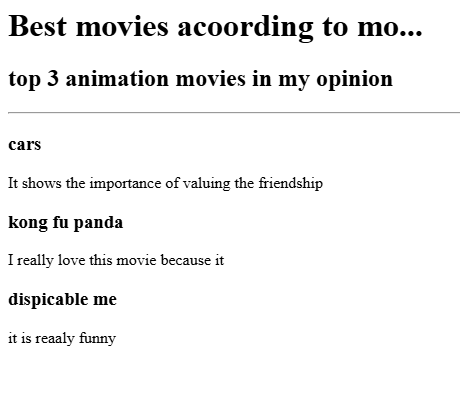 Best movies acoording to mo...
top 3 animation movies in my opinion
cars
It shows the importance of valuing the friendship
kong fu panda
I really love this movie because it
dispicable me
it is reaaly funny